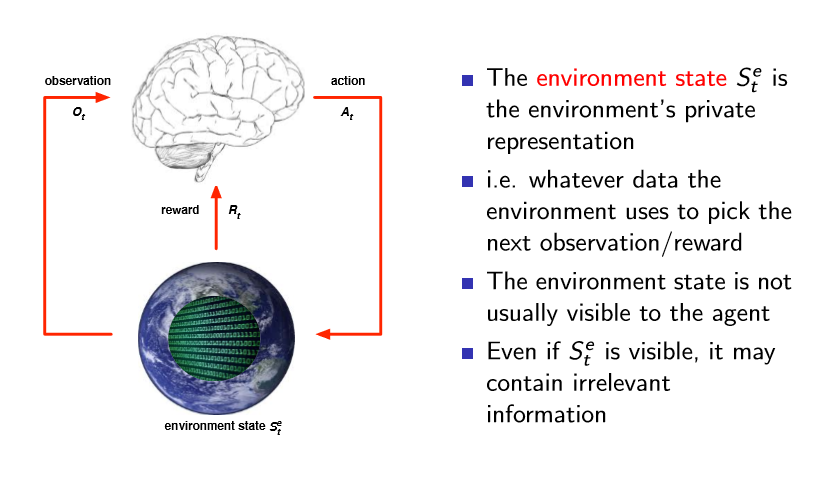 observation
O_t
action
A_t
reward R_t
environment state S_t^e
The environment state S_t^e is
the environment's private
representation
i.e. whatever data the
environment uses to pick the
next observation/reward
The environment state is not
usually visible to the agent
Even if S_t^e is visible, it may
contain irrelevant
information